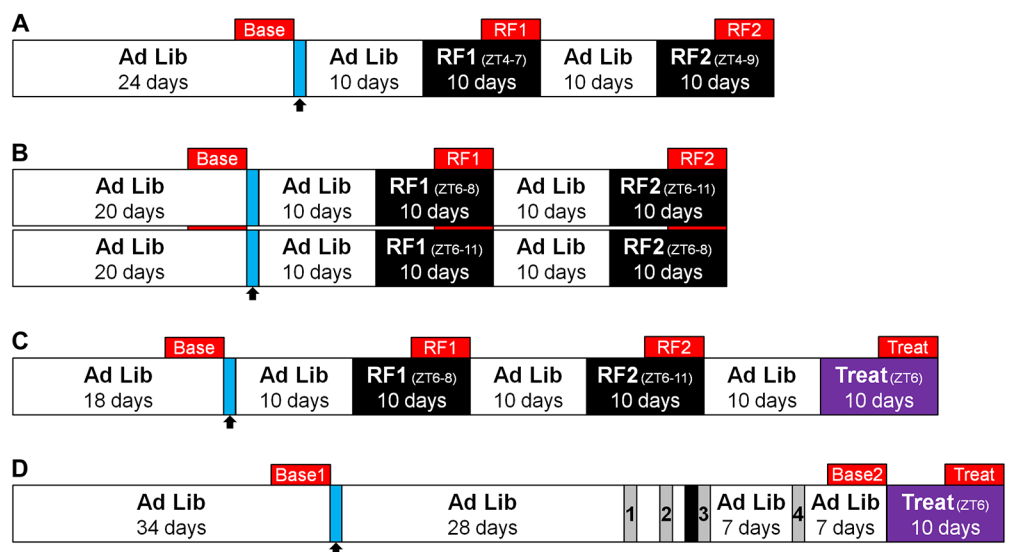 A
Base
RF1
RF2
Ad Lib
24 days
Ad Lib
10 days
RF1 (ZT4-7)
10 days
Ad Lib
10 days
RF2 (ZT4-9)
10 days
B
Base
RF1
RF2
Ad Lib
20 days
Ad Lib
10 days
RF1 (ZT6-8)
10 days
Ad Lib
10 days
RF2 (ZT6-11)
10 days
Ad Lib
20 days
Ad Lib
10 days
RF1 (ZT6-11)
10 days
Ad Lib
10 days
RF2 (ZT6-8)
10 days
C
Base
RF1
RF2
Treat
Ad Lib
18 days
Ad Lib
10 days
RF1 (ZT6-8)
10 days
Ad Lib
10 days
RF2 (ZT6-11)
10 days
Ad Lib
10 days
Treat (ZT6)
10 days
D
Base1
Base2
Treat
Ad Lib
34 days
Ad Lib
28 days
1
2
3
Ad Lib
7 days
4
Ad Lib
7 days
Treat (ZT6)
10 days